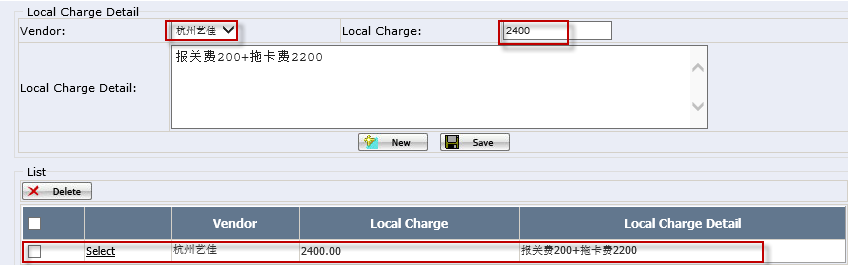 Local Charge Detail
Vendor: 杭州艺佳 Local Charge: 2400
Local Charge Detail: 报关费200+拖卡费2200
New Save
List
Delete
Vendor Local Charge Local Charge Detail
Select 杭州艺佳 2400.00 报关费200+拖卡费2200